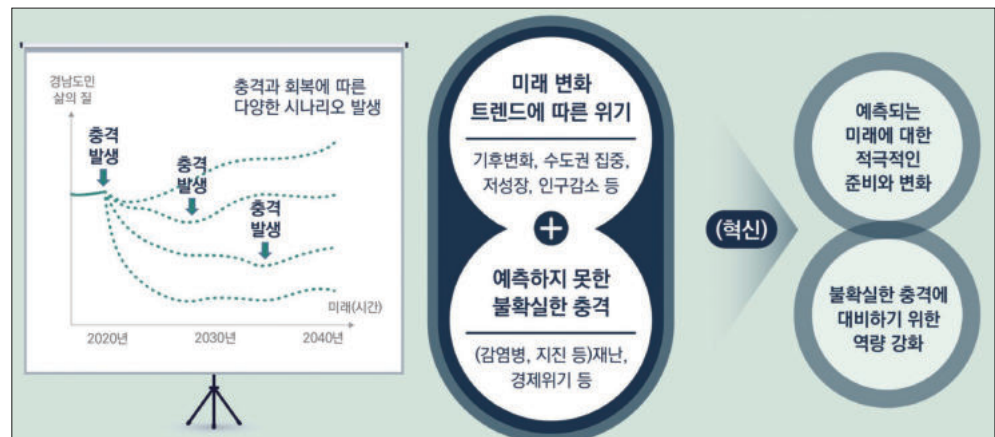 경남도민
삶의 질
충격과 회복에 따른
다양한 시나리오 발생
충격
발생
충격
발생
충격
발생
미래(시간)
2020년
2030년
2040년
미래 변화
트렌드에 따른 위기
기후변화, 수도권 집중,
저성장, 인구감소 등
+
예측하지 못한
불확실한 충격
(감염병, 지진 등)재난,
경제위기 등
(혁신)
예측되는
미래에 대한
적극적인
준비와 변화
불확실한 충격에
대비하기 위한
역량 강화